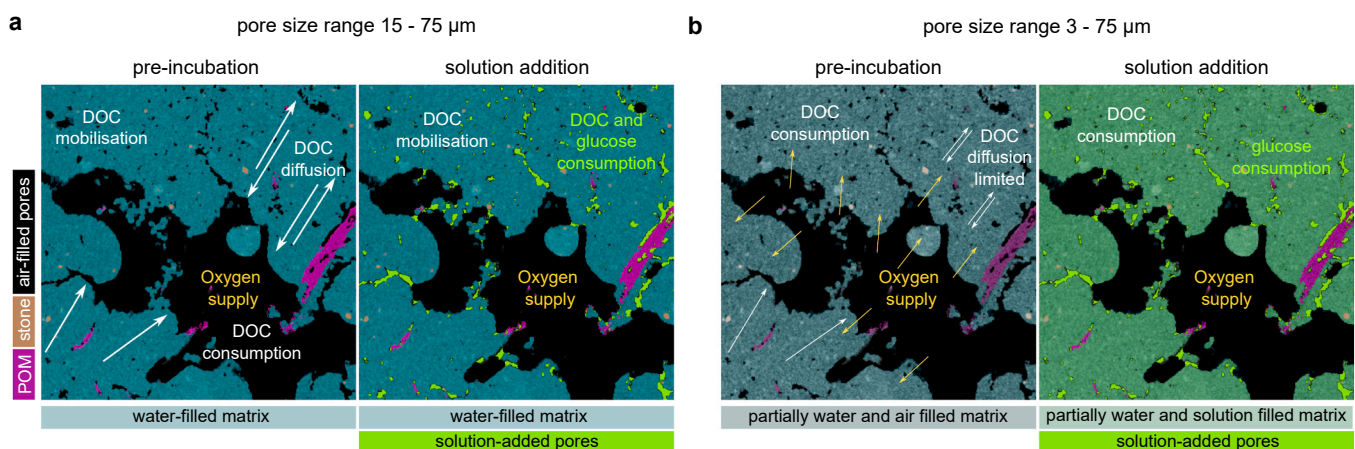 a
pore size range 15 - 75 µm
pre-incubation
solution addition
air-filled pores
stone
POM
DOC
mobilisation
DOC
diffusion
Oxygen
supply
DOC
consumption
water-filled matrix
DOC
mobilisation
DOC and
glucose
consumption
Oxygen
supply
water-filled matrix
solution-added pores
b
pore size range 3 - 75 µm
pre-incubation
solution addition
DOC
consumption
DOC
diffusion
limited
Oxygen
supply
partially water and air filled matrix
DOC
consumption
glucose
consumption
Oxygen
supply
partially water and solution filled matrix
solution-added pores